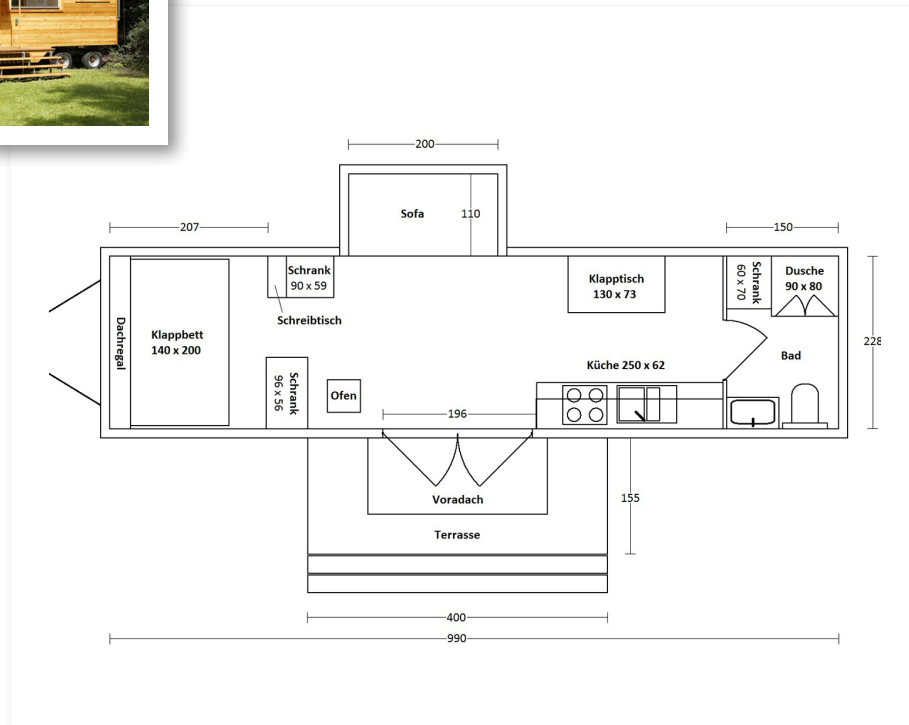 200
Sofa
110
207
150
Schrank
90 x 59
Schreibtisch
Klapptisch
130 x 73
Schrank
60 x 70
Dusche
90 x 80
Dachregal
Klappbett
140 x 200
228
Bad
Küche 250 x 62
Schrank
96 x 56
Ofen
196
Voradach
155
Terrasse
400
990